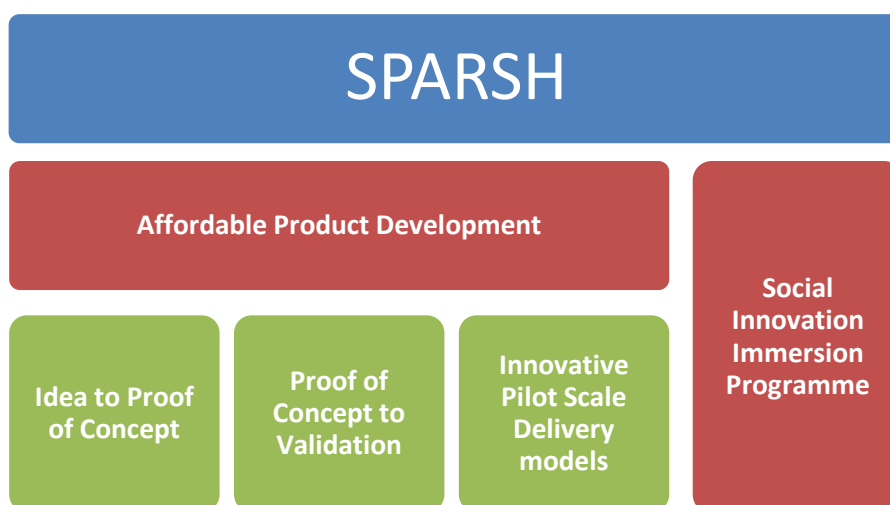 SPARSH
Affordable Product Development
Social
Innovation
Immersion
Programme
Idea to Proof
of Concept
Proof of
Concept to
Validation
Innovative
Pilot Scale
Delivery
models